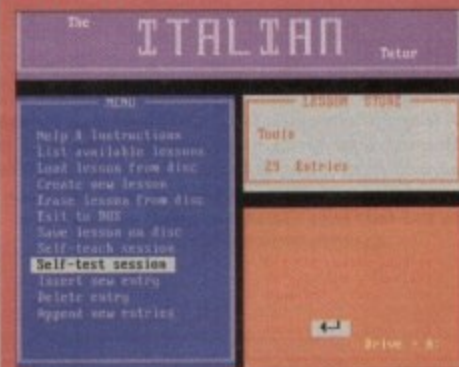 The ITALIAN Tutor
MENU
Help & Instructions
List available lessons
Load lesson from disc
Create new lesson
Erase lesson from disc
Exit to DOS
Save lesson on disc
Self-teach session
Self-test session
Insert new entry
Delete entry
Append new entries
LESSON STORE
Tools
25 Entries
Drive - A: